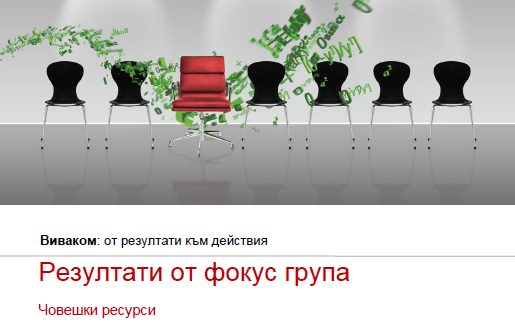 Виваком: от резултати към действия
Резултати от фокус група
Човешки ресурси